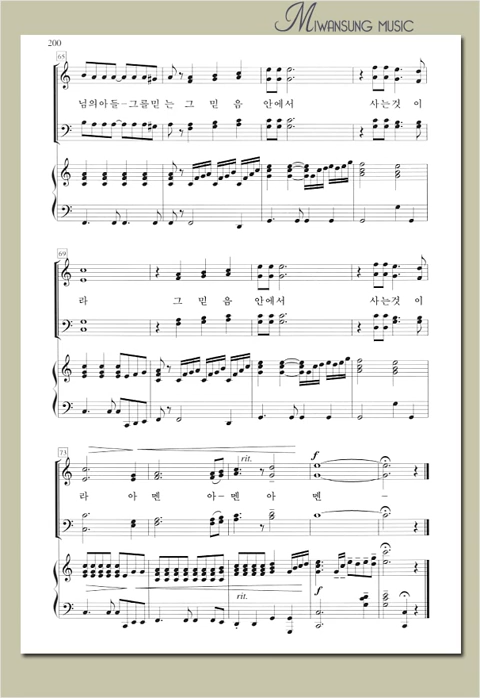 MIWANSUNG MUSIC
200
65
님의아들-그를믿는 그 믿 음 안에서 사는것 이
69
라 그 믿 음 안에서 사는것 이
73
rit.
f
라 아멘 아-멘아 멘 -
rit.
f